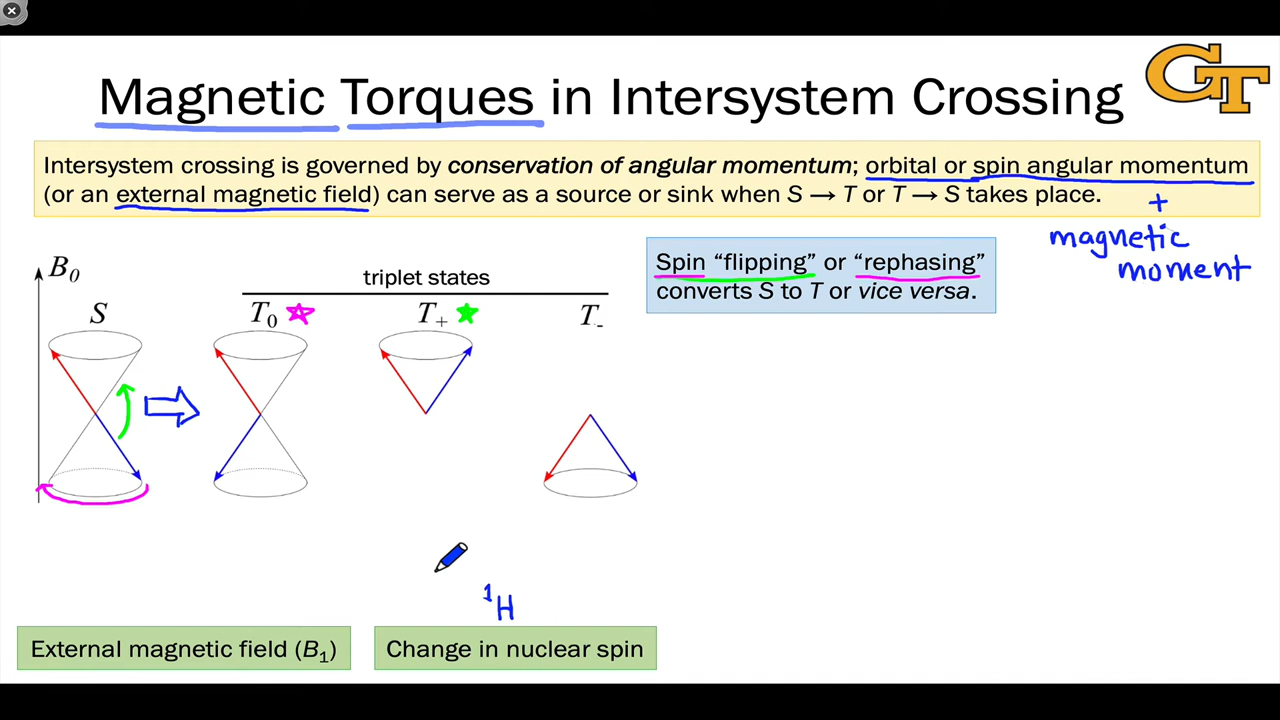 Magnetic Torques in Intersystem Crossing
GT
Intersystem crossing is governed by conservation of angular momentum; orbital or spin angular momentum
(or an external magnetic field) can serve as a source or sink when S → T or T → S takes place.
+
magnetic
moment
B₀
triplet states
S
T₀
T₊
T₋
Spin “flipping” or “rephasing”
converts S to T or vice versa.
¹H
External magnetic field (B₁)
Change in nuclear spin